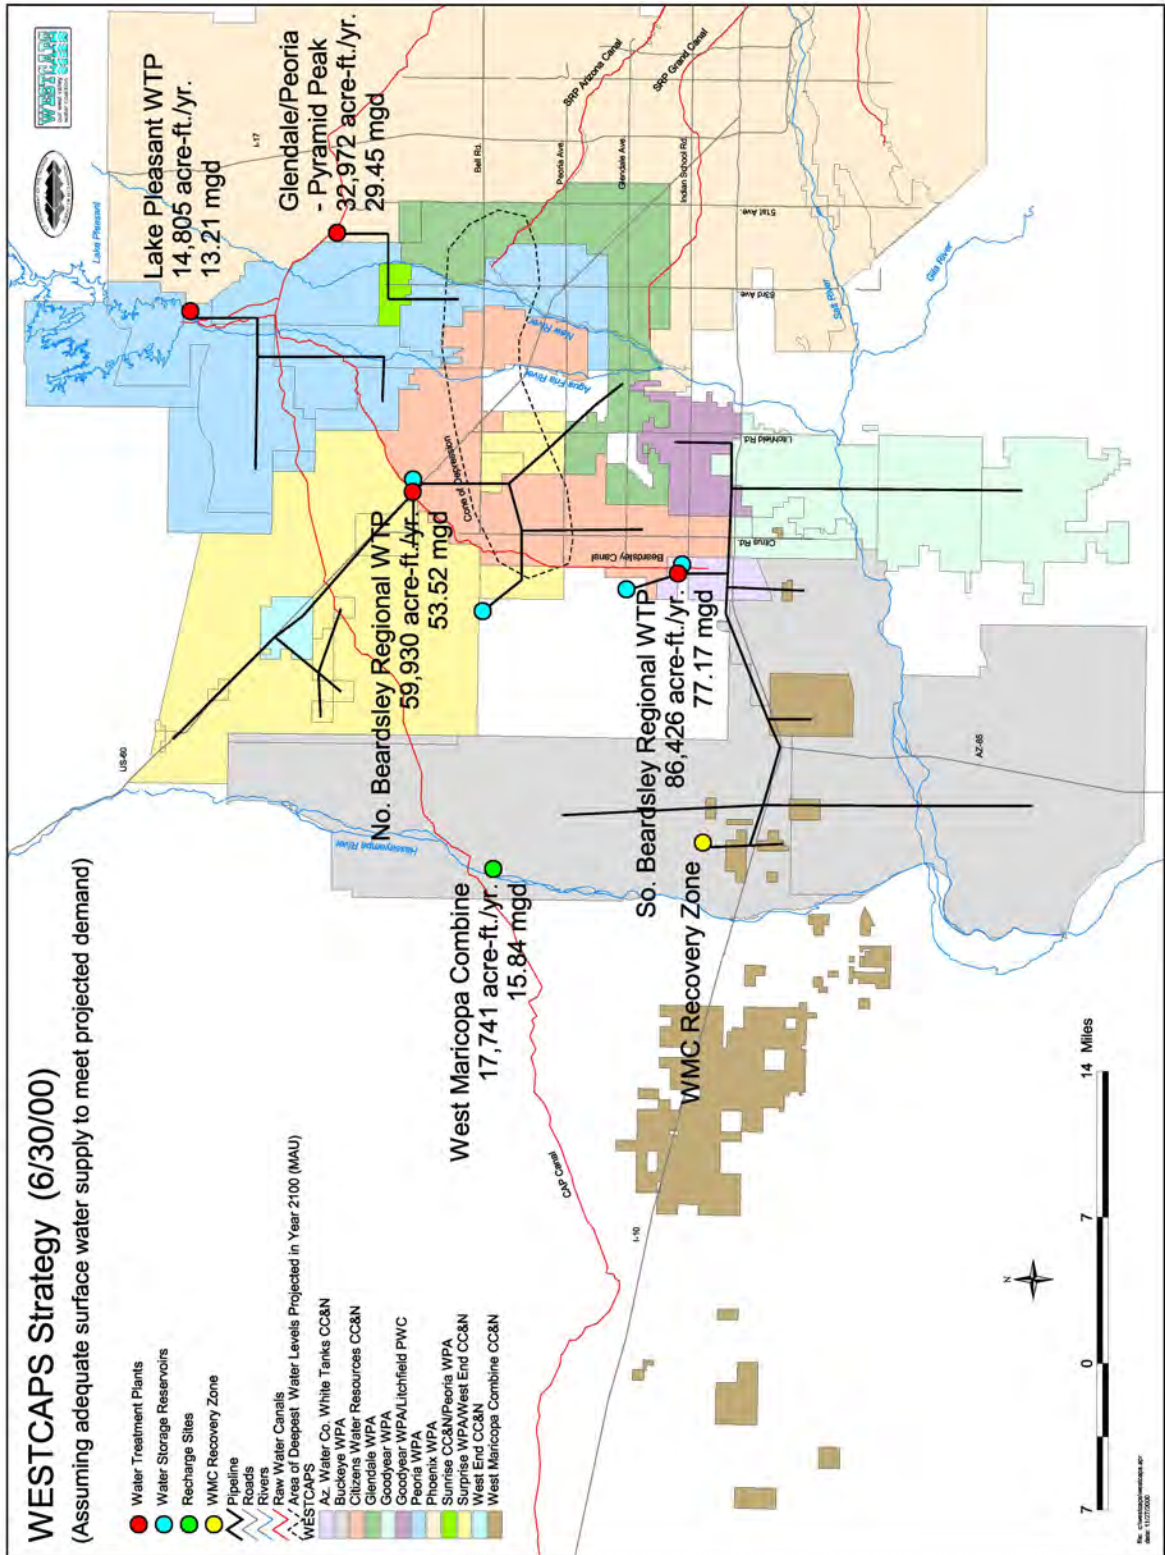 WESTCAPS Strategy (6/30/00)
(Assuming adequate surface water supply to meet projected demand)
Water Treatment Plants
Water Storage Reservoirs
Recharge Sites
WMC Recovery Zone
Pipeline
Roads
Rivers
Raw Water Canals
Area of Deepest Water Levels Projected in Year 2100 (MAU)
WESTCAPS
Az. Water Co. White Tanks CC&N
Buckeye WPA
Citizens Water Resources CC&N
Glendale WPA
Goodyear WPA
Goodyear WPA/Litchfield PWC
Peoria WPA
Phoenix WPA
Sunrise CC&N/Peoria WPA
Surprise WPA/West End CC&N
West End CC&N
West Maricopa Combine CC&N
WESTCAPS
our west valley
water coalition
Lake Pleasant
Lake Pleasant WTP
14,805 acre-ft./yr.
13.21 mgd
Glendale/Peoria
- Pyramid Peak
32,972 acre-ft./yr.
29.45 mgd
No. Beardsley Regional WTP
59,930 acre-ft./yr.
53.52 mgd
So. Beardsley Regional WTP
86,426 acre-ft./yr.
77.17 mgd
West Maricopa Combine
17,741 acre-ft./yr.
15.84 mgd
WMC Recovery Zone
US-60
I-17
Hassayampa River
CAP Canal
I-10
AZ-85
Cone of Depression
Beardsley Canal
Citrus Rd.
Litchfield Rd.
Agua Fria River
New River
Bell Rd.
Peoria Ave.
Glendale Ave.
Indian School Rd.
SRP Arizona Canal
SRP Grand Canal
51st Ave.
83rd Ave.
Salt River
Gila River
N
7
0
7
14 Miles